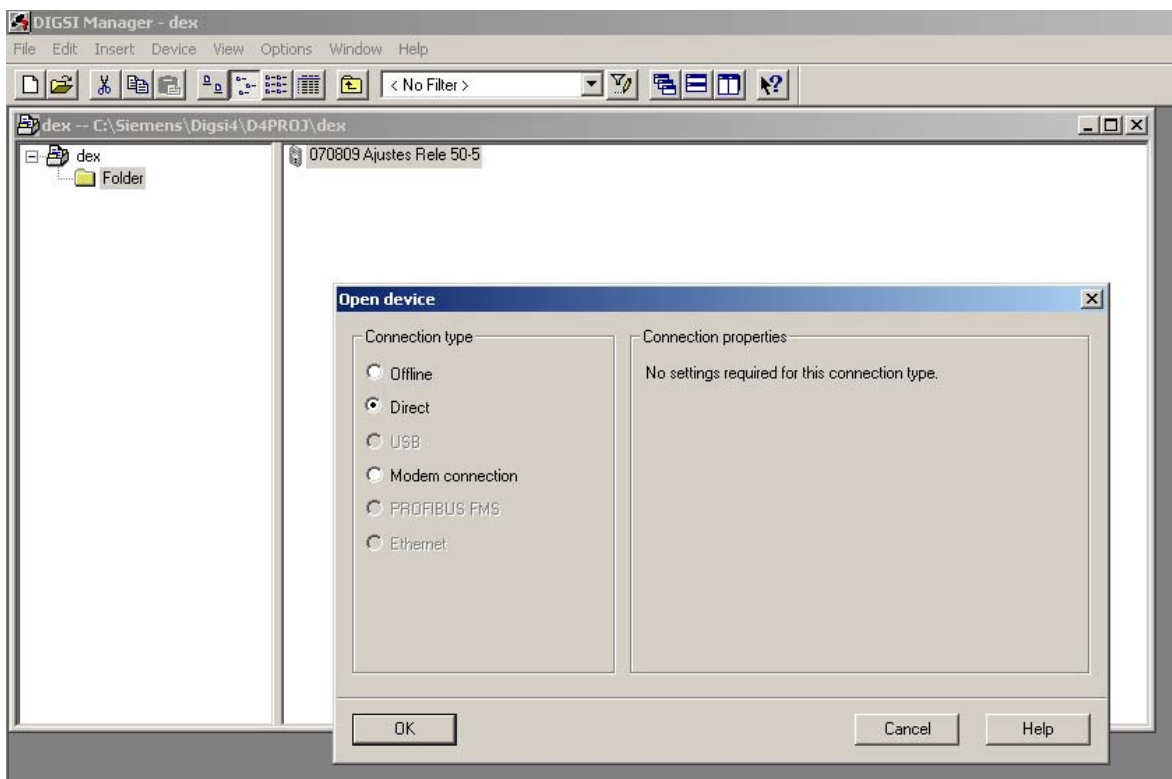 DIGSI Manager - dex
File Edit Insert Device View Options Window Help
< No Filter >
dex -- C:\Siemens\Digsi4\D4PROJ\dex
dex
Folder
070809 Ajustes Rele 50-5
Open device
Connection type
Offline
Direct
USB
Modem connection
PROFIBUS FMS
Ethernet
Connection properties
No settings required for this connection type.
OK
Cancel
Help